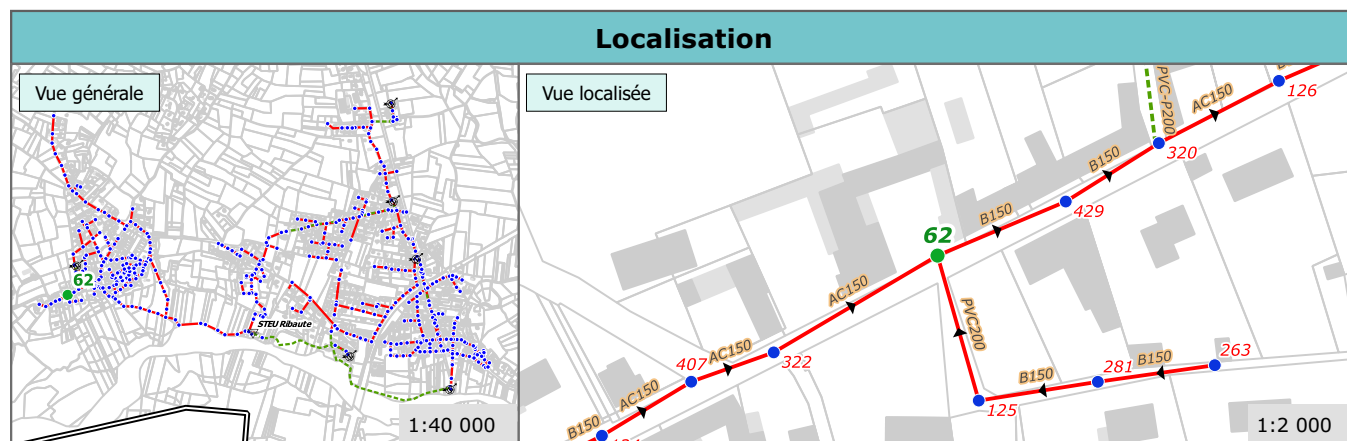 Localisation
Vue générale
62
STEU Ribaute
1:40 000
Vue localisée
PVC-P200
AC150
126
320
B150
429
B150
62
AC150
PVC200
322
AC150
407
AC150
B150
263
B150
281
B150
125
1:2 000